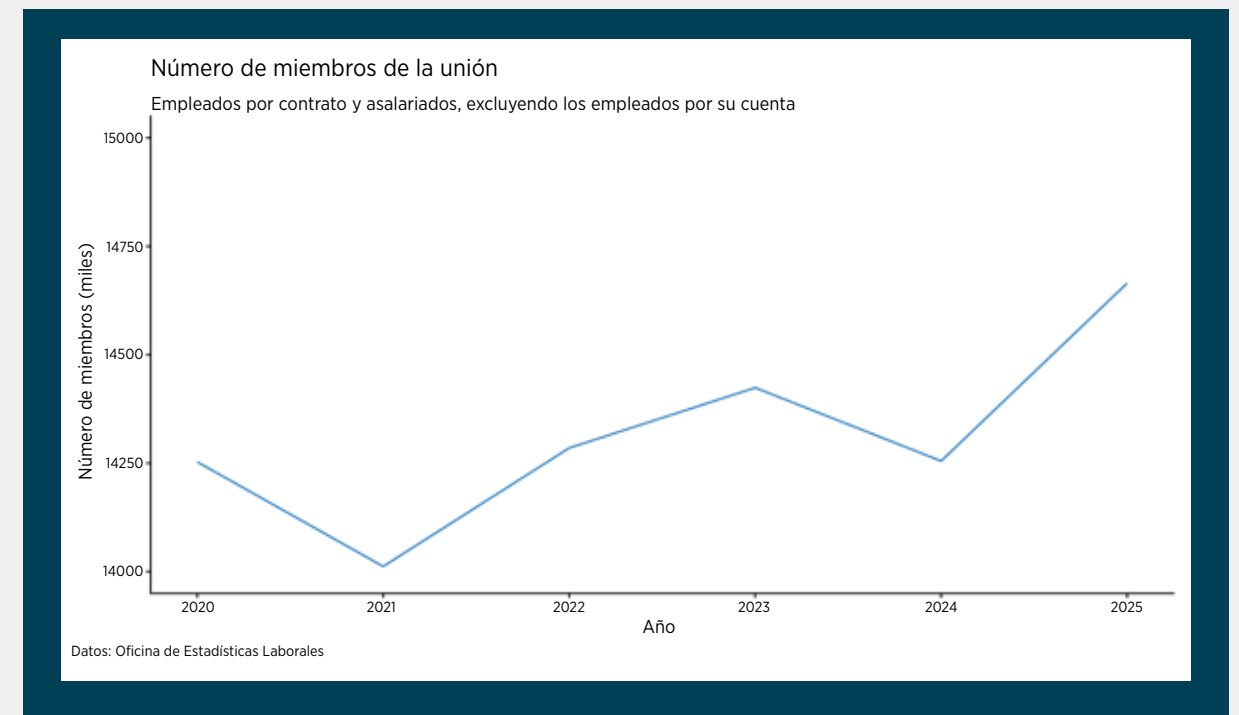 Número de miembros de la unión
Empleados por contrato y asalariados, excluyendo los empleados por su cuenta
15000
14750
14500
14250
14000
Número de miembros (miles)
2020 2021 2022 2023 2024 2025
Año
Datos: Oficina de Estadísticas Laborales